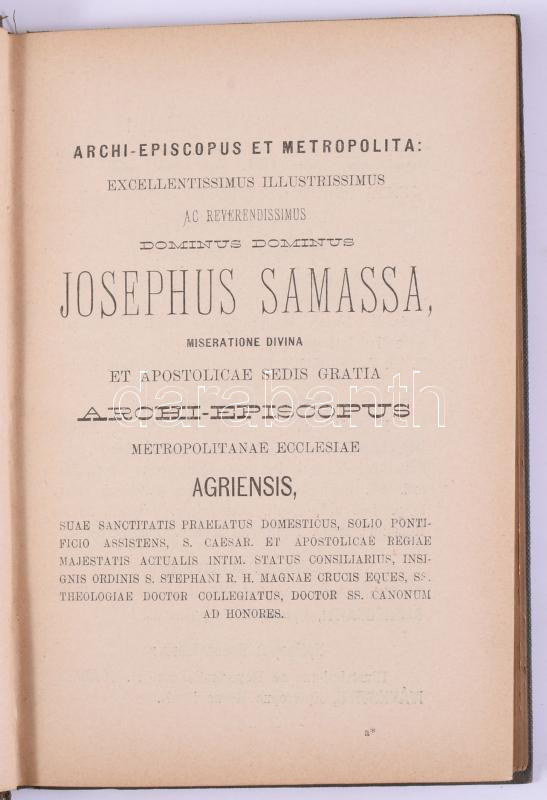 ARCHI-EPISCOPUS ET METROPOLITA:
EXCELLENTISSIMUS ILLUSTRISSIMUS
AC REVERENDISSIMUS
DOMINUS DOMINUS
JOSEPHUS SAMASSA,
MISERATIONE DIVINA
ET APOSTOLICAE SEDIS GRATIA
darabanth
ARCHI-EPISCOPUS
METROPOLITANAE ECCLESIAE
AGRIENSIS,
SUAE SANCTITATIS PRAELATUS DOMESTICUS, SOLIO PONTI-
FICIO ASSISTENS, S. CAESAR. ET APOSTOLICAE REGIAE
MAJESTATIS ACTUALIS INTIM. STATUS CONSILIARIUS, INSI-
GNIS ORDINIS S. STEPHANI R. H. MAGNAE CRUCIS EQUES, SS.
THEOLOGIAE DOCTOR COLLEGIATUS, DOCTOR SS. CANONUM
AD HONORES.
a*